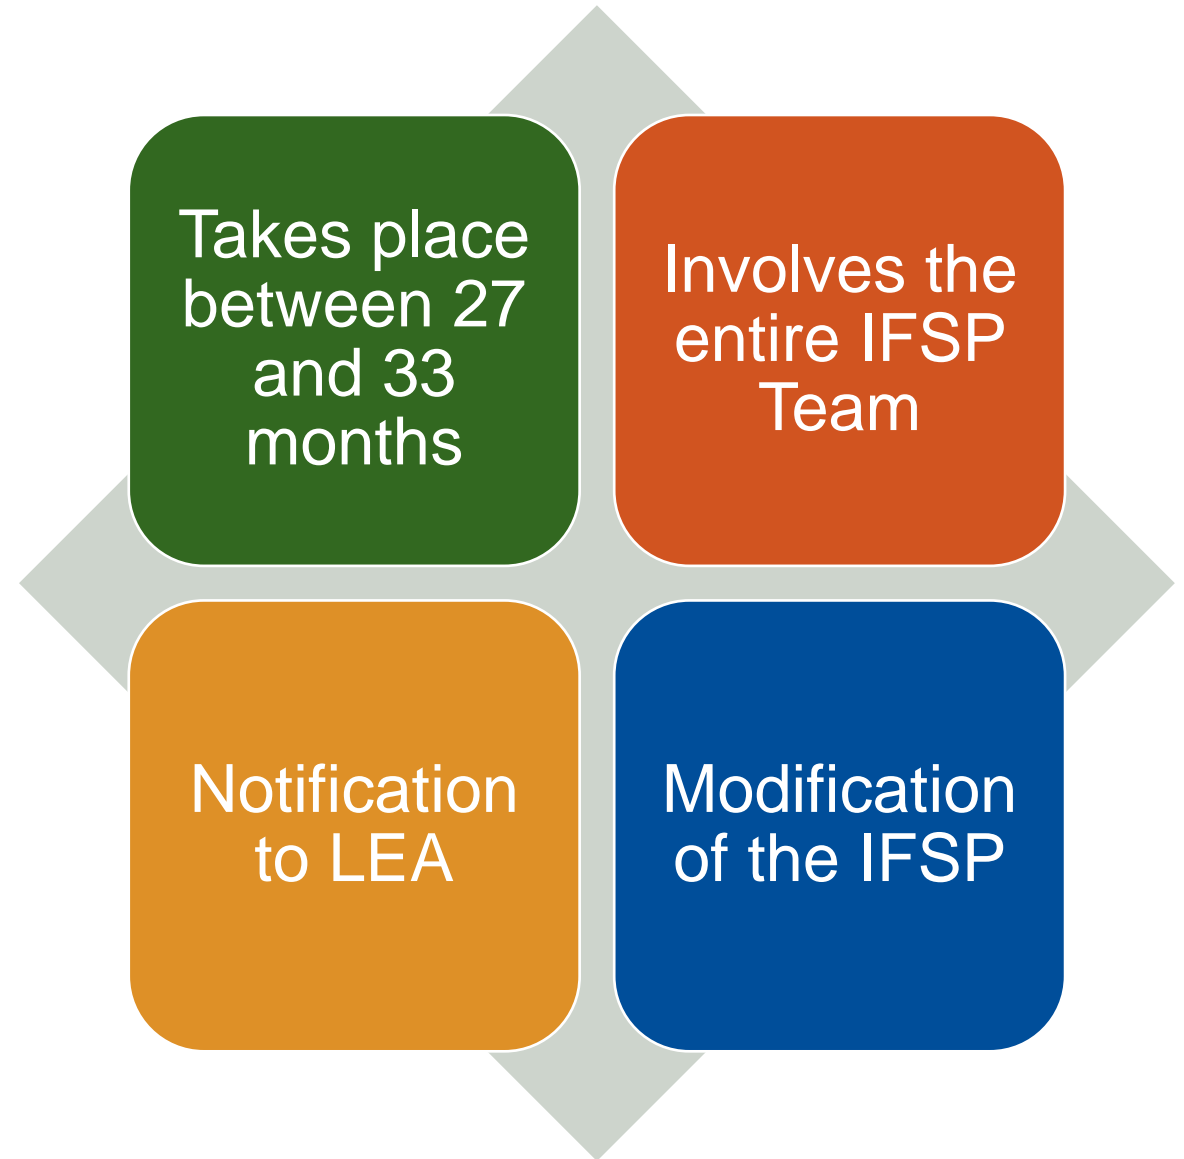 Takes place
between 27
and 33
months
Involves the
entire IFSP
Team
Notification
to LEA
Modification
of the IFSP